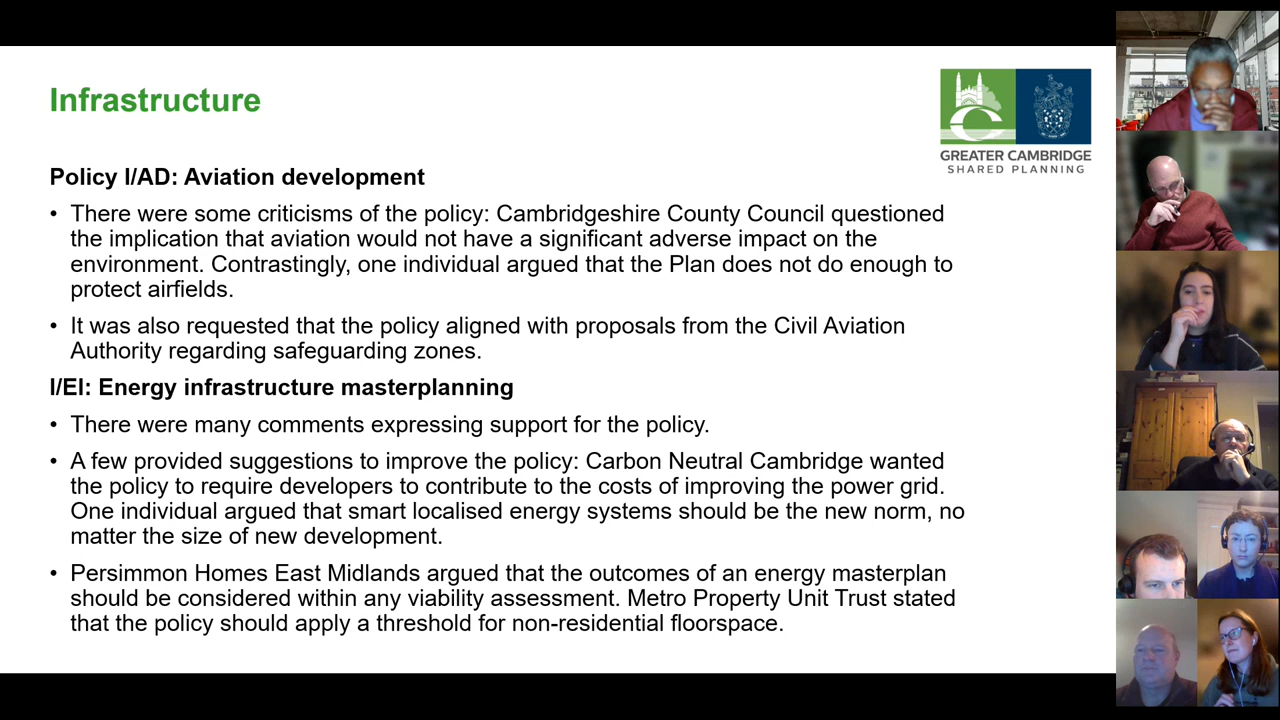 Infrastructure
GREATER CAMBRIDGE
SHARED PLANNING
Policy I/AD: Aviation development
• There were some criticisms of the policy: Cambridgeshire County Council questioned
the implication that aviation would not have a significant adverse impact on the
environment. Contrastingly, one individual argued that the Plan does not do enough to
protect airfields.
• It was also requested that the policy aligned with proposals from the Civil Aviation
Authority regarding safeguarding zones.
I/EI: Energy infrastructure masterplanning
• There were many comments expressing support for the policy.
• A few provided suggestions to improve the policy: Carbon Neutral Cambridge wanted
the policy to require developers to contribute to the costs of improving the power grid.
One individual argued that smart localised energy systems should be the new norm, no
matter the size of new development.
• Persimmon Homes East Midlands argued that the outcomes of an energy masterplan
should be considered within any viability assessment. Metro Property Unit Trust stated
that the policy should apply a threshold for non-residential floorspace.